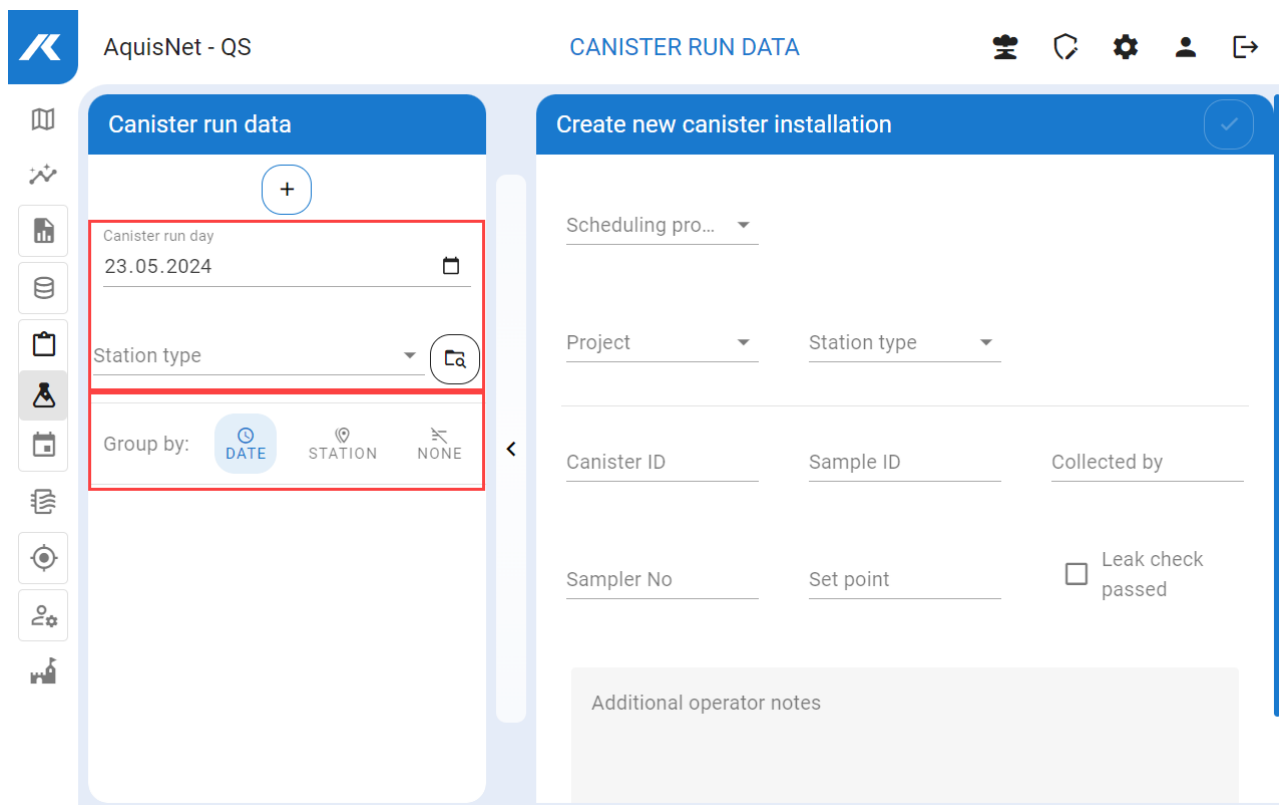 AquisNet - QS
CANISTER RUN DATA
Canister run data
Create new canister installation
+
Canister run day
23.05.2024
Station type
Group by:
DATE
STATION
NONE
Scheduling pro...
Project
Station type
Canister ID
Sample ID
Collected by
Sampler No
Set point
Leak check
passed
Additional operator notes